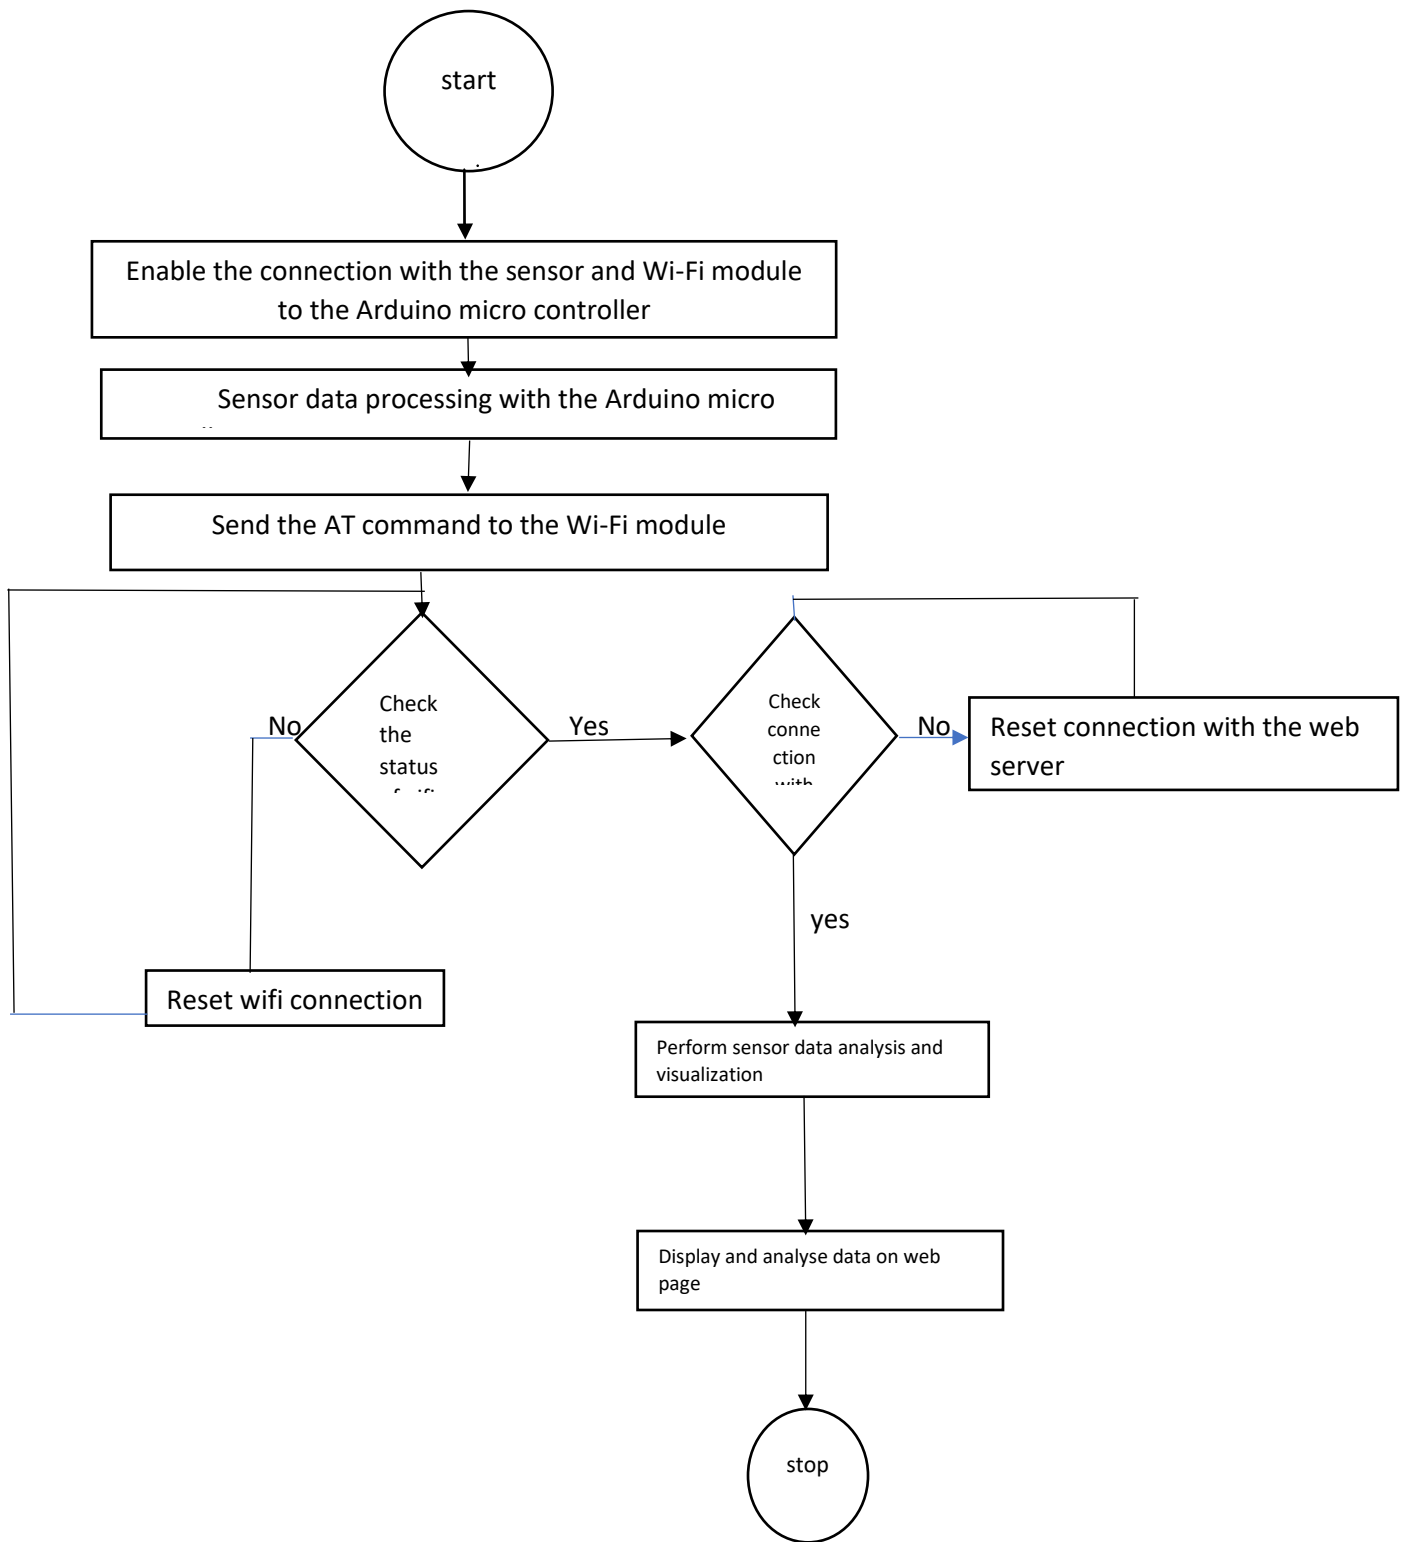 start
Enable the connection with the sensor and Wi-Fi module
to the Arduino micro controller
Sensor data processing with the Arduino micro
Send the AT command to the Wi-Fi module
No
Check
the
status
Yes
Check
conne
ction
with
No
Reset connection with the web
server
yes
Reset wifi connection
Perform sensor data analysis and
visualization
Display and analyse data on web
page
stop